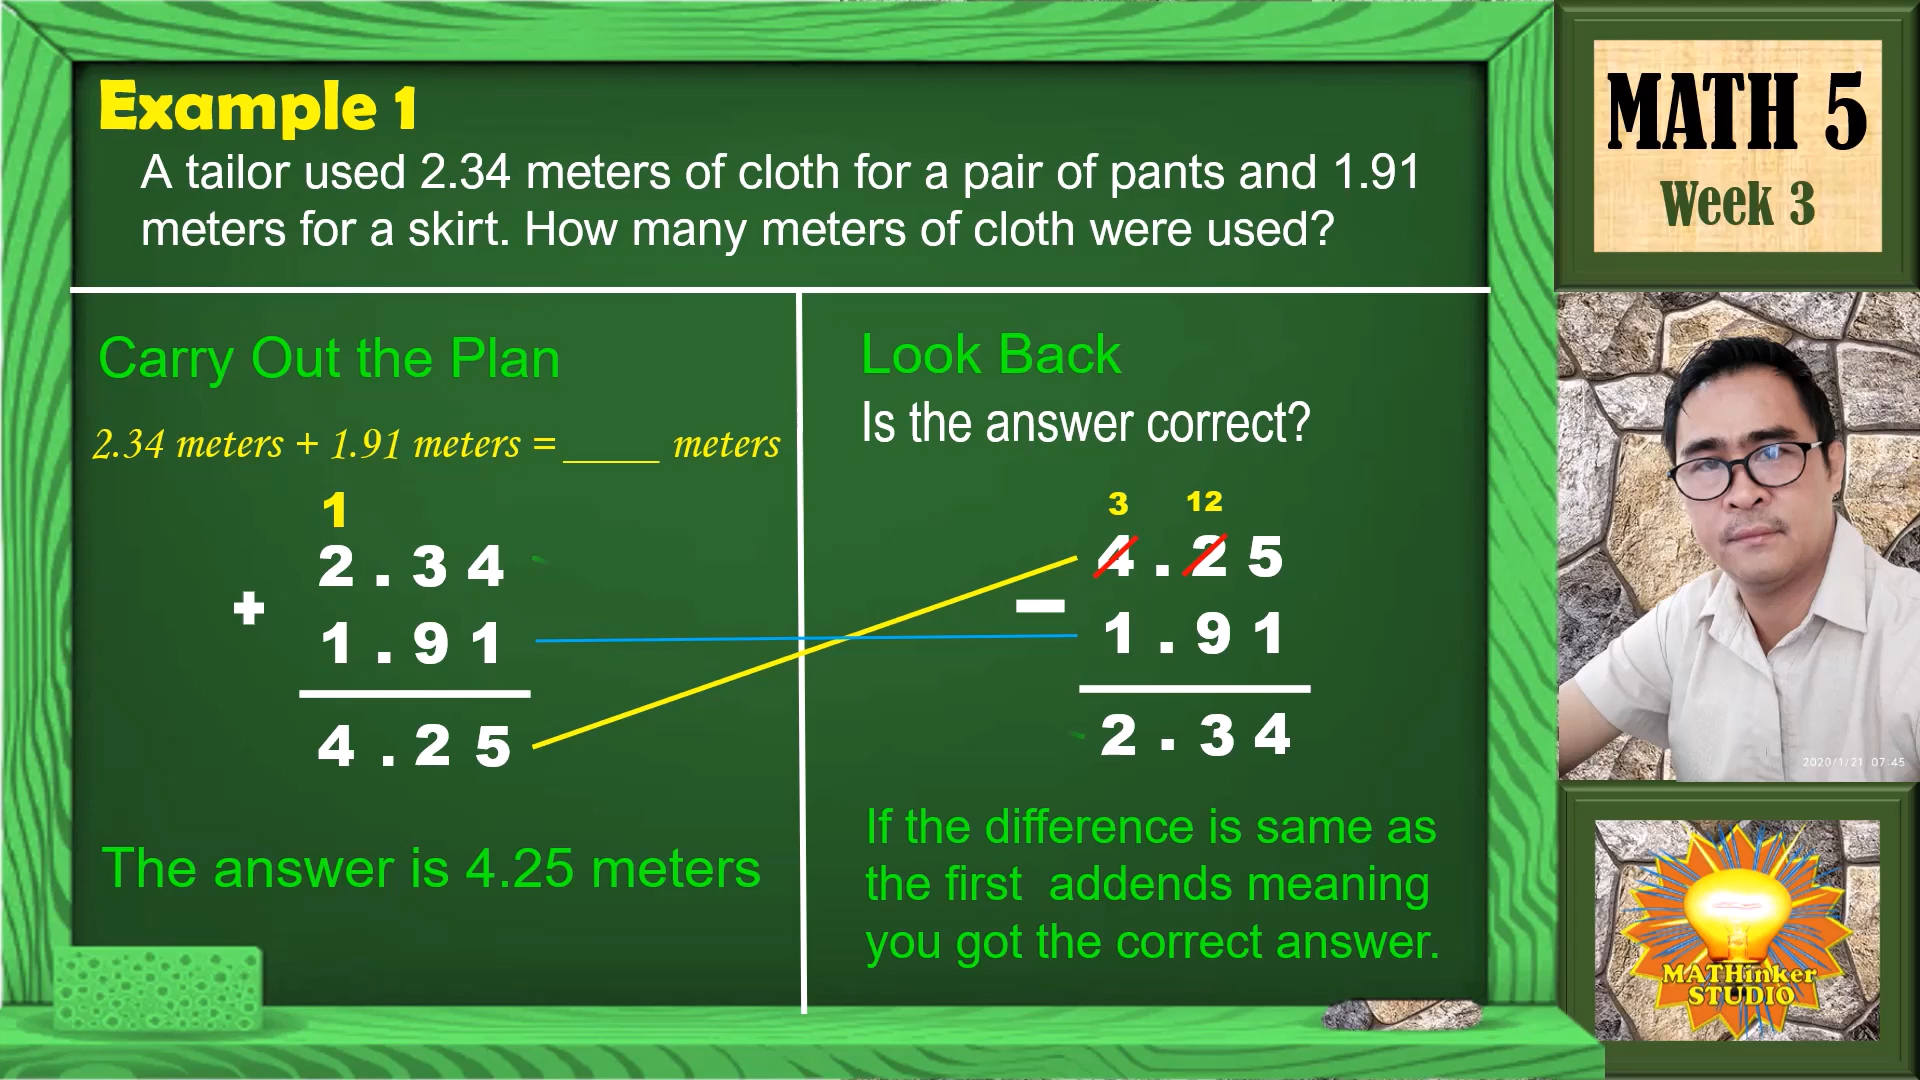 Example 1
A tailor used 2.34 meters of cloth for a pair of pants and 1.91
meters for a skirt. How many meters of cloth were used?
Carry Out the Plan
2.34 meters + 1.91 meters = _____ meters
1
2.34
+
1.91
4.25
The answer is 4.25 meters
Look Back
Is the answer correct?
3 12
4.25
-
1.91
2.34
If the difference is same as
the first addends meaning
you got the correct answer.
MATH 5
Week 3
2020/1/21 07:45
MATHinker
STUDIO